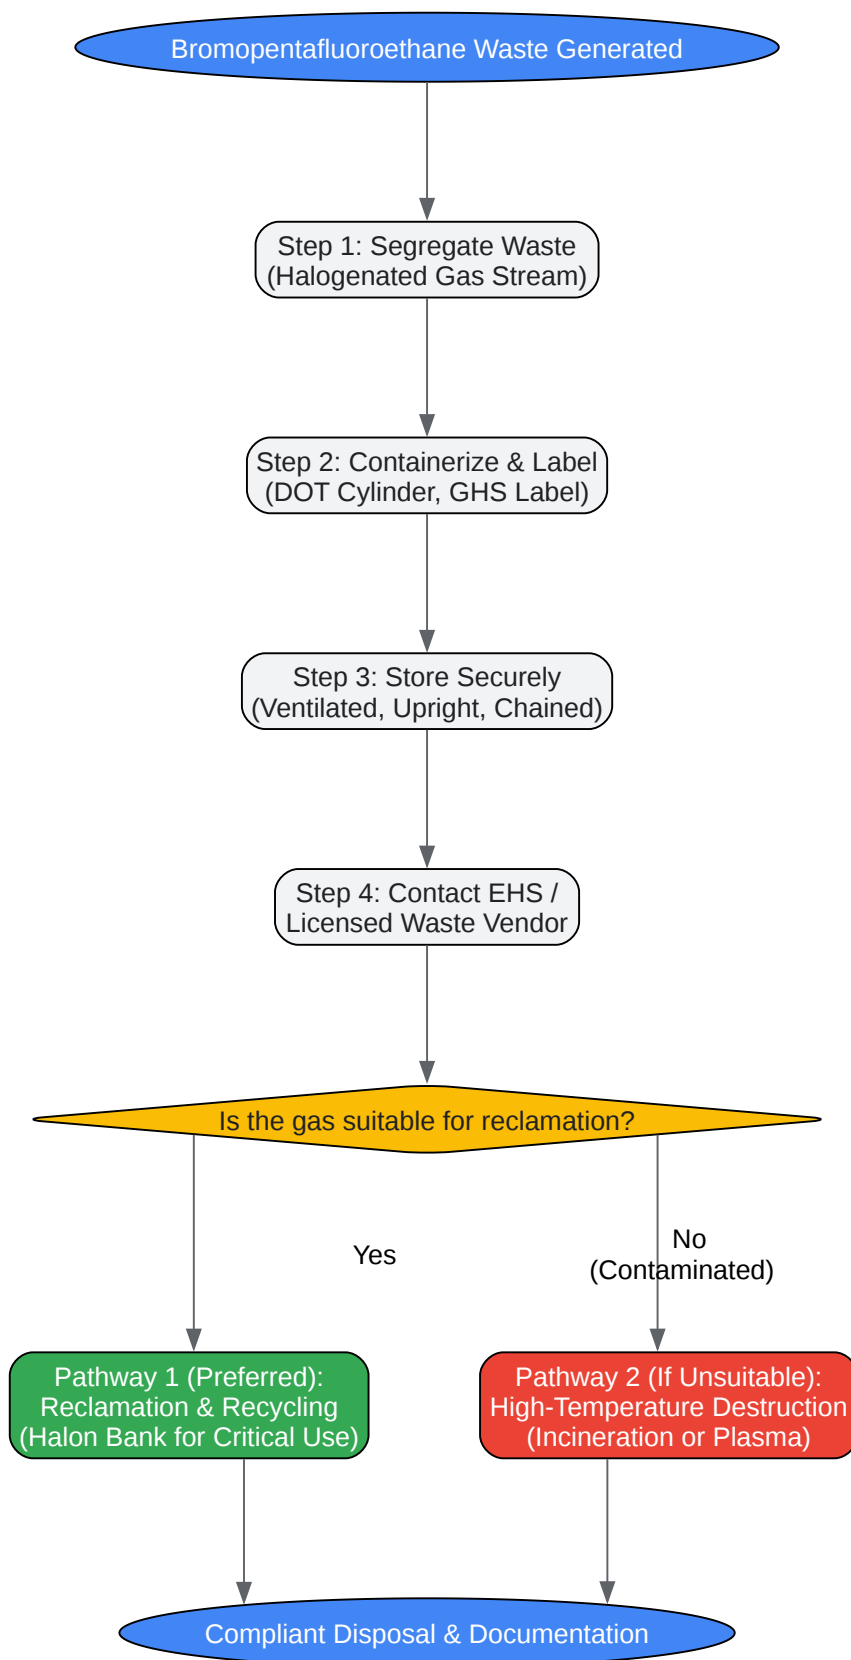 Bromopentafluoroethane Waste Generated
Step 1: Segregate Waste
(Halogenated Gas Stream)
Step 2: Containerize & Label
(DOT Cylinder, GHS Label)
Step 3: Store Securely
(Ventilated, Upright, Chained)
Step 4: Contact EHS /
Licensed Waste Vendor
Is the gas suitable for reclamation?
Yes
No
(Contaminated)
Pathway 1 (Preferred):
Reclamation & Recycling
(Halon Bank for Critical Use)
Pathway 2 (If Unsuitable):
High-Temperature Destruction
(Incineration or Plasma)
Compliant Disposal & Documentation